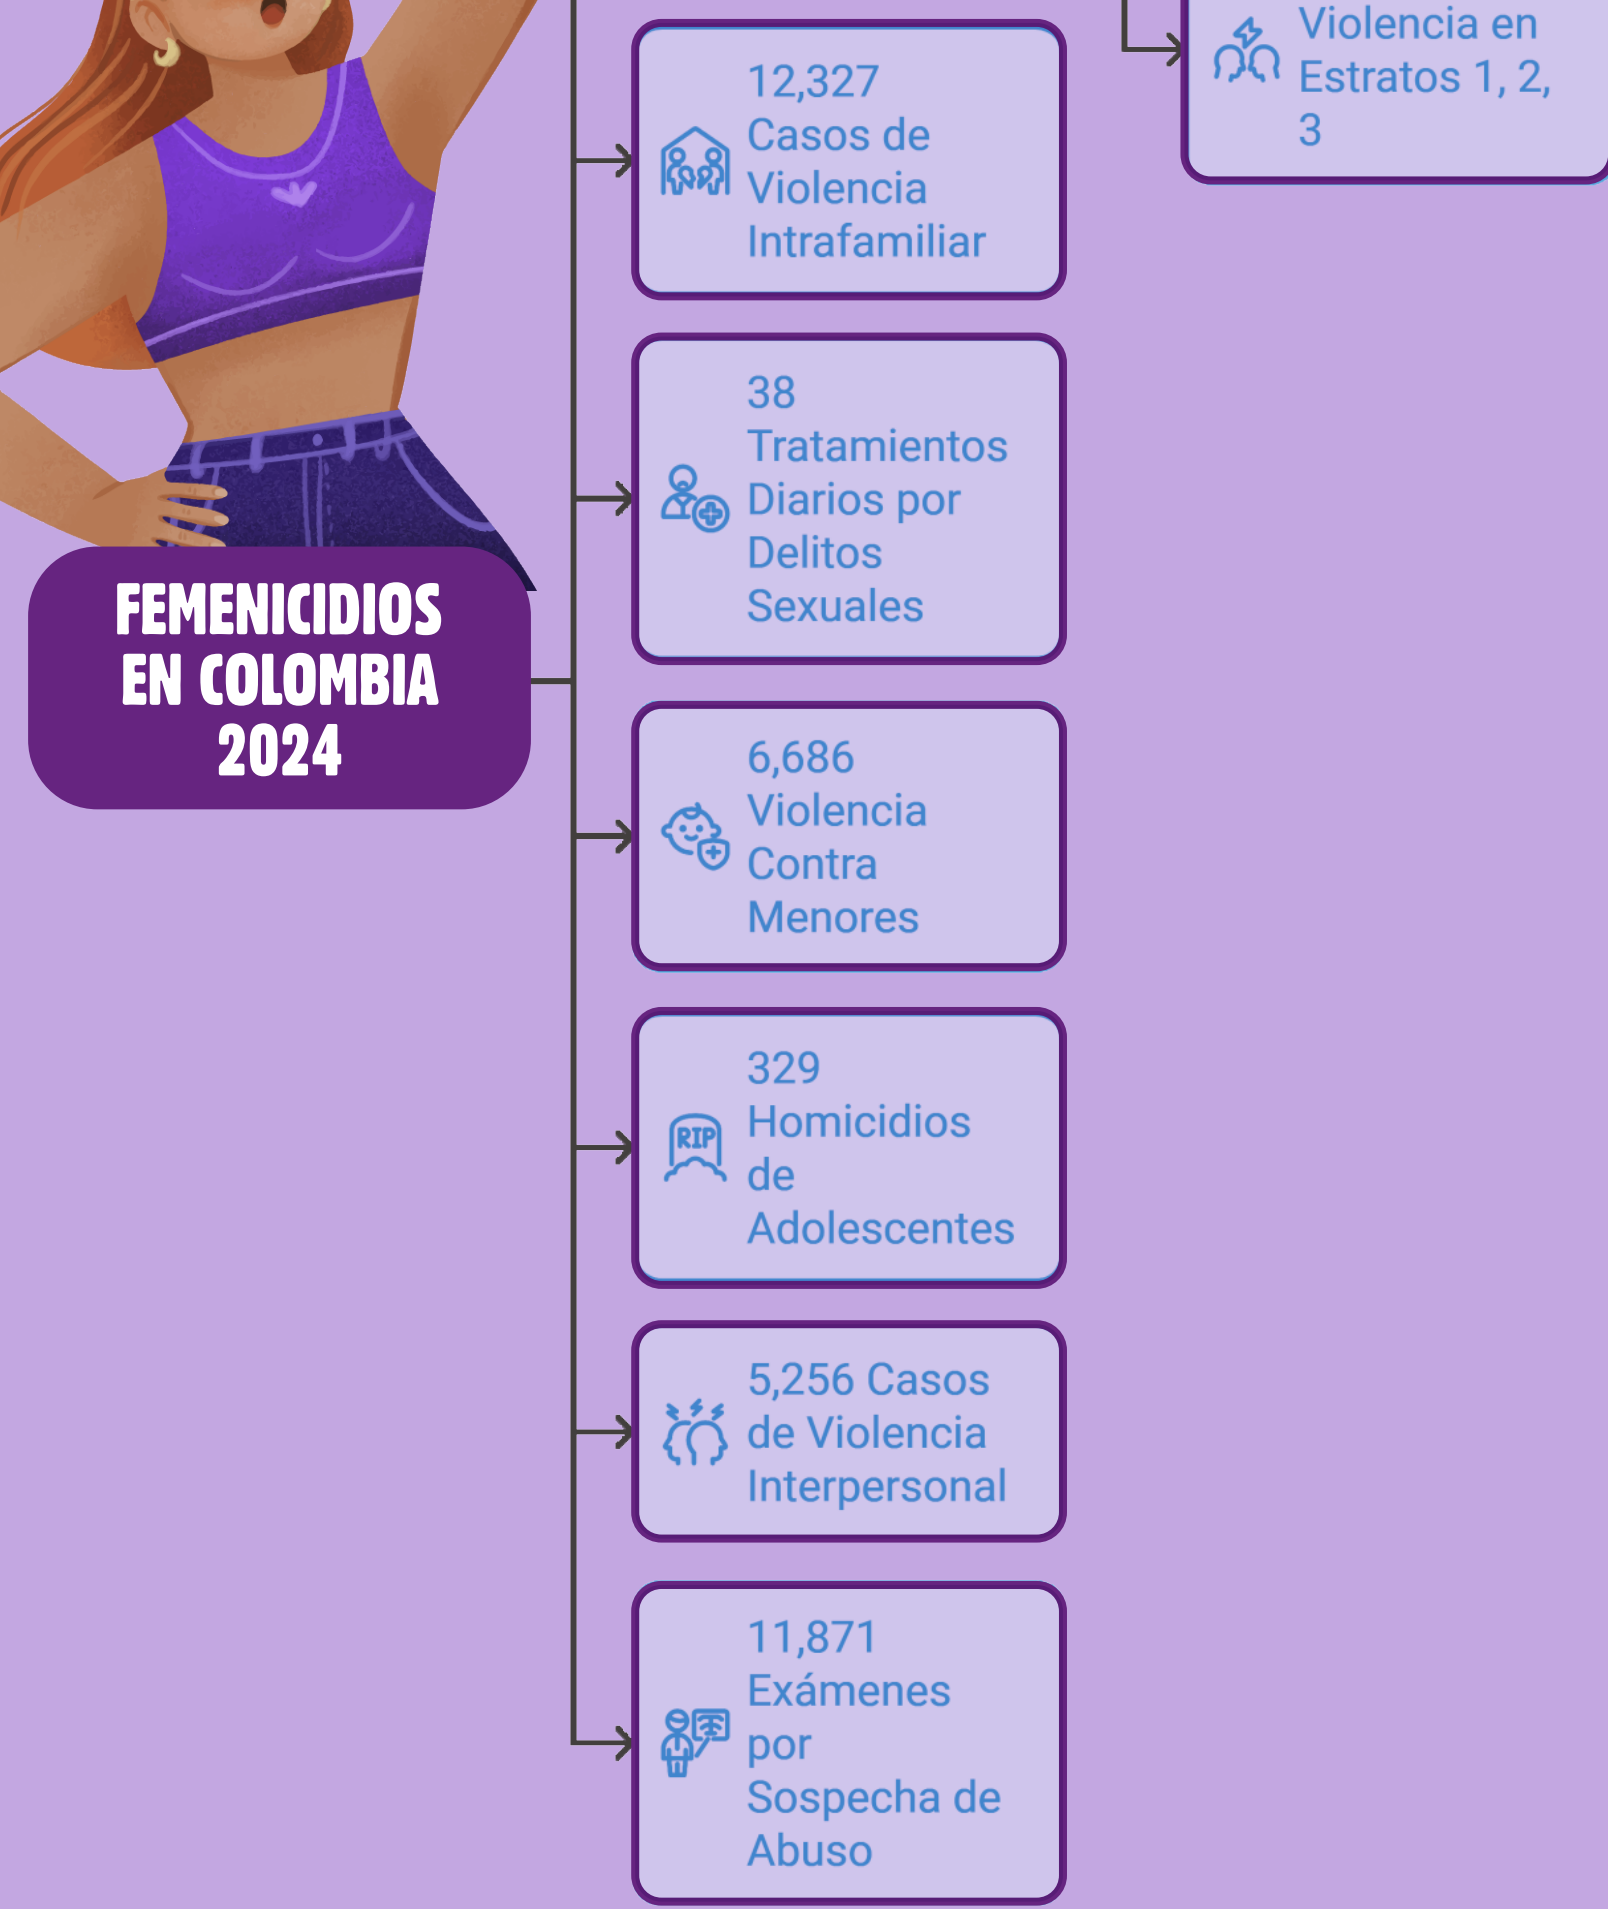 Violencia en
Estratos 1, 2,
3
12,327
Casos de
Violencia
Intrafamiliar
38
Tratamientos
Diarios por
Delitos
Sexuales
FEMENICIDIOS
EN COLOMBIA
2024
6,686
Violencia
Contra
Menores
RIP
329
Homicidios
de
Adolescentes
5,256 Casos
de Violencia
Interpersonal
11,871
Exámenes
por
Sospecha de
Abuso